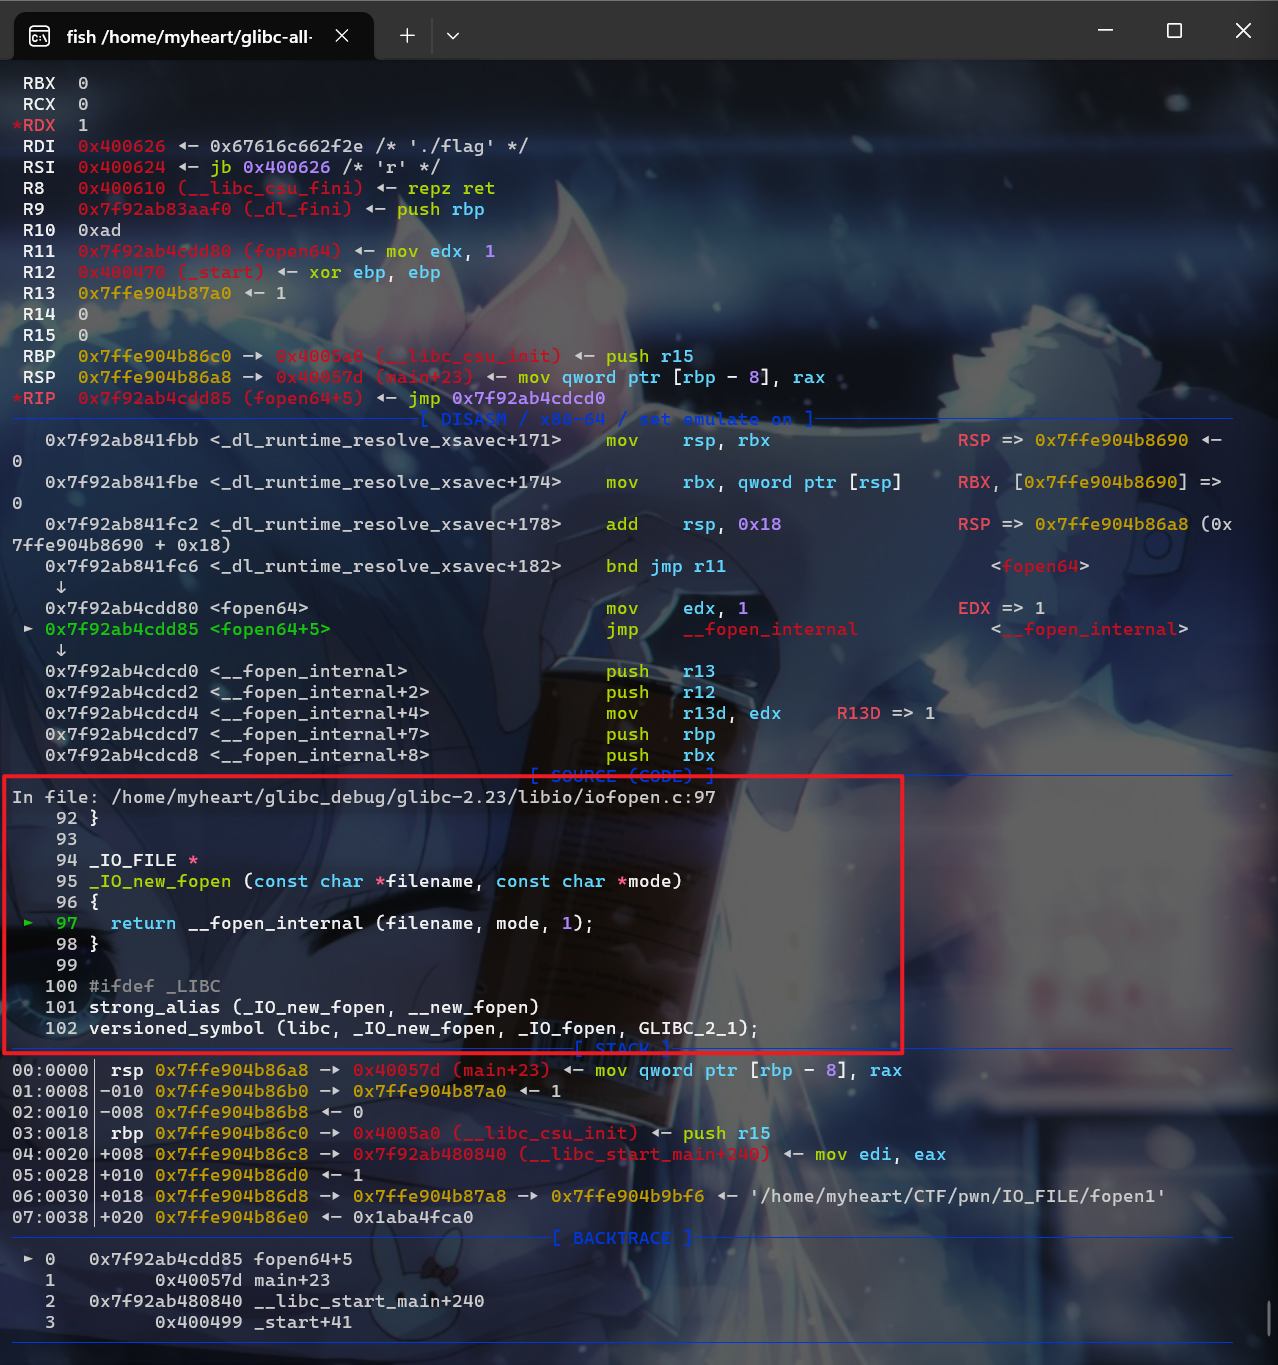 fish /home/myheart/glibc-all-
RBX 0
RCX 0
*RDX 1
RDI 0x400626 ◂— 0x67616c662f2e /* './flag' */
RSI 0x400624 ◂— jb 0x400626 /* 'r' */
R8 0x400610 (__libc_csu_fini) ◂— repz ret
R9 0x7f92ab83aaf0 (_dl_fini) ◂— push rbp
R10 0xad
R11 0x7f92ab4cdd80 (fopen64) ◂— mov edx, 1
R12 0x400470 (_start) ◂— xor ebp, ebp
R13 0x7ffe904b87a0 ◂— 1
R14 0
R15 0
RBP 0x7ffe904b86c0 —▸ 0x4005a0 (__libc_csu_init) ◂— push r15
RSP 0x7ffe904b86a8 —▸ 0x40057d (main+23) ◂— mov qword ptr [rbp - 8], rax
*RIP 0x7f92ab4cdd85 (fopen64+5) ◂— jmp 0x7f92ab4cdcd0
[ DISASM / x86-64 / set emulate on ]
0x7f92ab841fbb <_dl_runtime_resolve_xsavec+171> mov rsp, rbx RSP => 0x7ffe904b8690 ◂—
0
0x7f92ab841fbe <_dl_runtime_resolve_xsavec+174> mov rbx, qword ptr [rsp] RBX, [0x7ffe904b8690] =>
0
0x7f92ab841fc2 <_dl_runtime_resolve_xsavec+178> add rsp, 0x18 RSP => 0x7ffe904b86a8 (0x
7ffe904b8690 + 0x18)
0x7f92ab841fc6 <_dl_runtime_resolve_xsavec+182> bnd jmp r11 <fopen64>
↓
0x7f92ab4cdd80 <fopen64> mov edx, 1 EDX => 1
► 0x7f92ab4cdd85 <fopen64+5> jmp __fopen_internal <__fopen_internal>
↓
0x7f92ab4cdcd0 <__fopen_internal> push r13
0x7f92ab4cdcd2 <__fopen_internal+2> push r12
0x7f92ab4cdcd4 <__fopen_internal+4> mov r13d, edx R13D => 1
0x7f92ab4cdcd7 <__fopen_internal+7> push rbp
0x7f92ab4cdcd8 <__fopen_internal+8> push rbx
[ SOURCE (CODE) ]
In file: /home/myheart/glibc_debug/glibc-2.23/libio/iofopen.c:97
92 }
93
94 _IO_FILE *
95 _IO_new_fopen (const char *filename, const char *mode)
96 {
► 97 return __fopen_internal (filename, mode, 1);
98 }
99
100 #ifdef _LIBC
101 strong_alias (_IO_new_fopen, __new_fopen)
102 versioned_symbol (libc, _IO_new_fopen, _IO_fopen, GLIBC_2_1);
[ STACK ]
00:0000│ rsp 0x7ffe904b86a8 —▸ 0x40057d (main+23) ◂— mov qword ptr [rbp - 8], rax
01:0008│-010 0x7ffe904b86b0 —▸ 0x7ffe904b87a0 ◂— 1
02:0010│-008 0x7ffe904b86b8 ◂— 0
03:0018│ rbp 0x7ffe904b86c0 —▸ 0x4005a0 (__libc_csu_init) ◂— push r15
04:0020│+008 0x7ffe904b86c8 —▸ 0x7f92ab480840 (__libc_start_main+240) ◂— mov edi, eax
05:0028│+010 0x7ffe904b86d0 ◂— 1
06:0030│+018 0x7ffe904b86d8 —▸ 0x7ffe904b87a8 —▸ 0x7ffe904b9bf6 ◂— '/home/myheart/CTF/pwn/IO_FILE/fopen1'
07:0038│+020 0x7ffe904b86e0 ◂— 0x1aba4fca0
[ BACKTRACE ]
► 0 0x7f92ab4cdd85 fopen64+5
1 0x40057d main+23
2 0x7f92ab480840 __libc_start_main+240
3 0x400499 _start+41